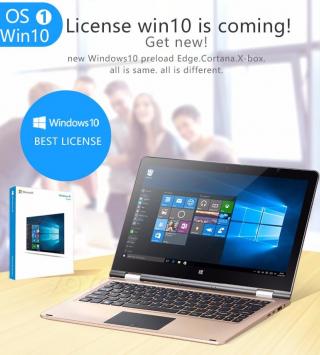 OS 1
Win10
License win10 is coming!
Get new!
new Windows10 preload Edge.Cortana.X-box.
all is same. all is different.
Windows10
BEST LICENSE
Microsoft